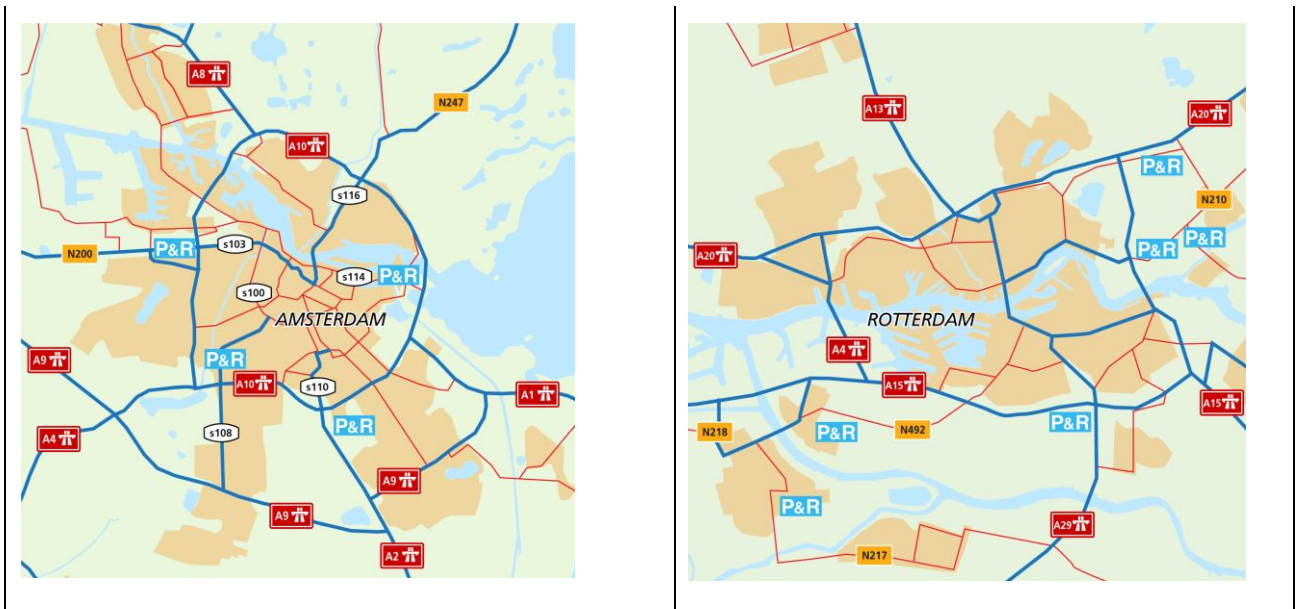 A8
N247
A10
s116
N200
P&R
s103
s114
P&R
s100
AMSTERDAM
A9
P&R
A10
s110
A1
P&R
A4
s108
A9
A9
A2
A13
A20
P&R
N210
A20
P&R
P&R
ROTTERDAM
A4
A15
A15
N218
P&R
N492
P&R
P&R
A29
N217